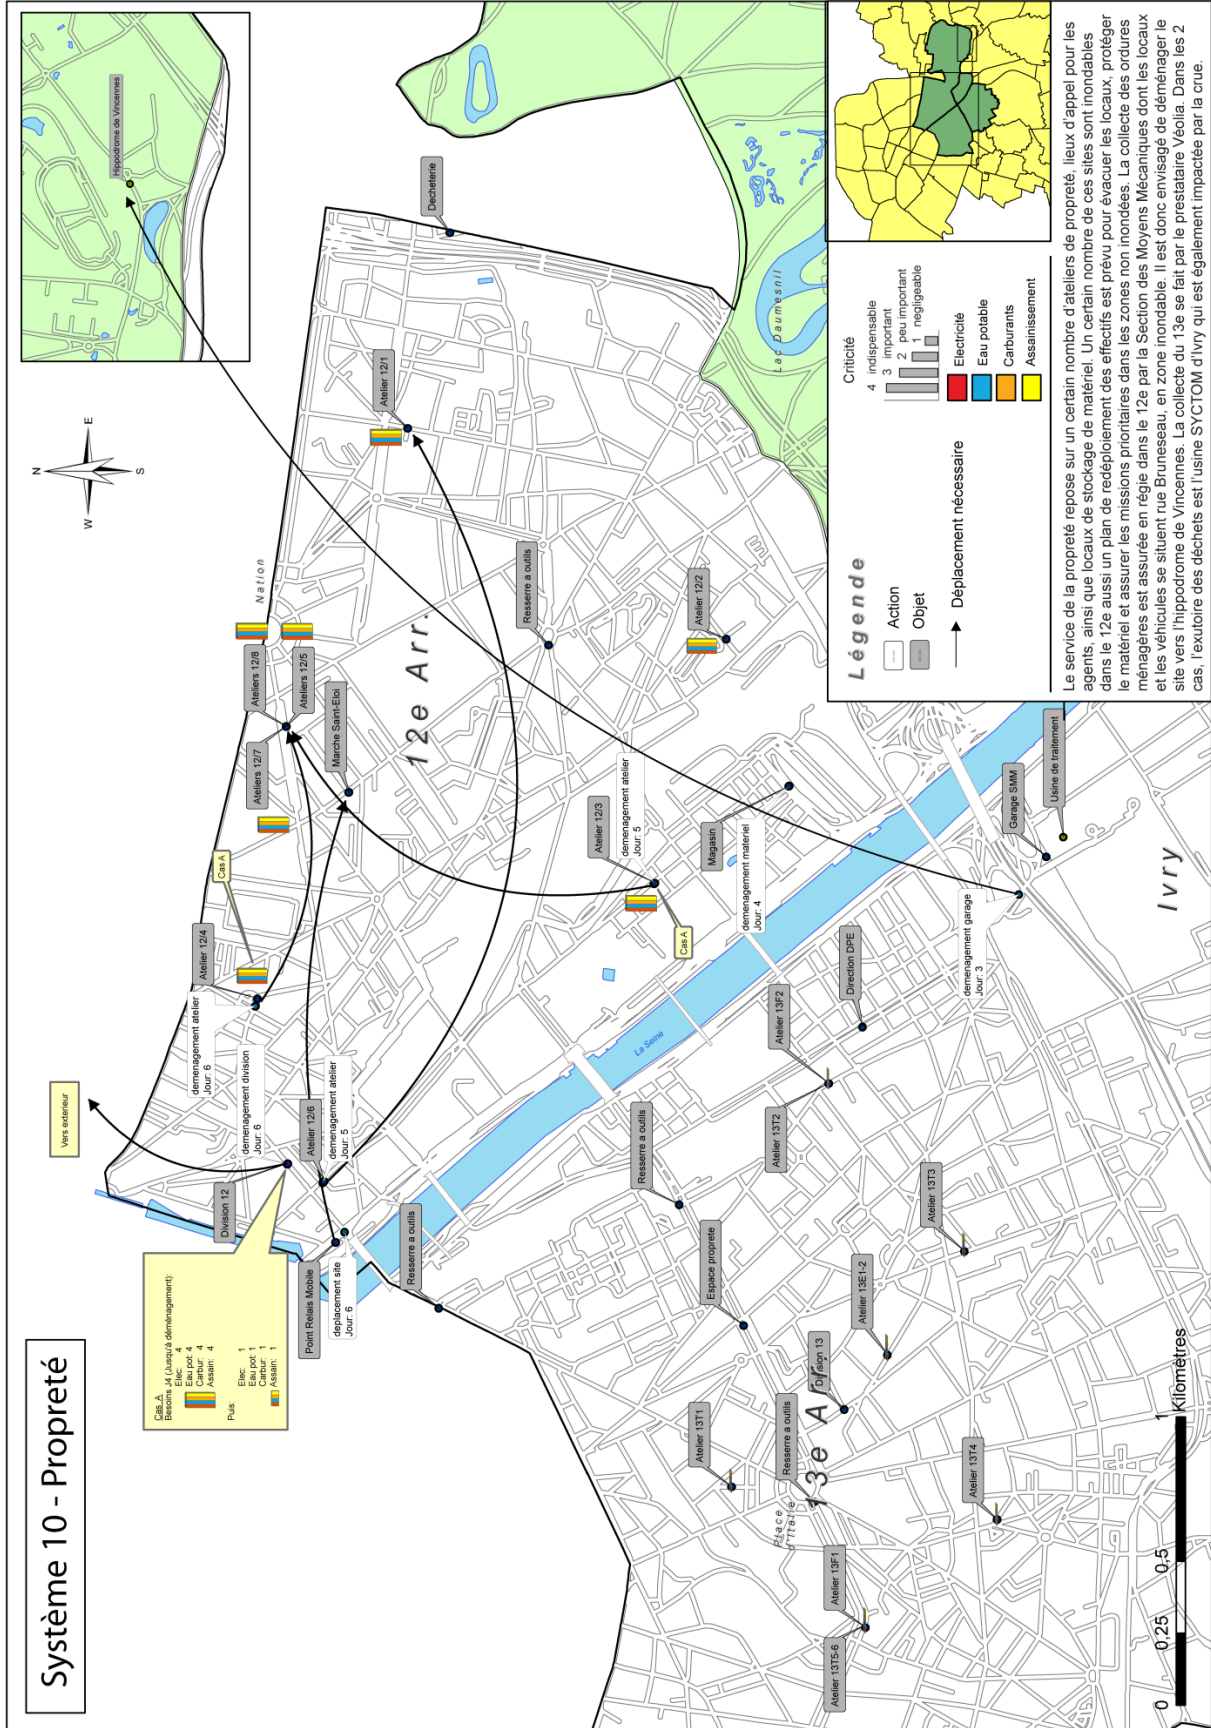 Système 10 - Propreté
Vers exterieur
Cas A
Besoins J4 (Jusqu'à déménagement):
Elec: 4
Eau pot: 4
Carbur: 4
Assain: 4
Puis:
Elec: 1
Eau pot: 1
Carbur: 1
Assain: 1
N
W
E
S
Hippodrome de Vincennes
Division 12
demenagement division
Jour: 6
demenagement atelier
Jour: 6
Atelier 12/4
Cas A
Ateliers 12/7
Ateliers 12/8
Ateliers 12/5
Nation
Marche Saint-Eloi
12e Arr.
Atelier 12/1
Decheterie
Atelier 12/6
demenagement atelier
Jour: 5
Point Relais Mobile
deplacement site
Jour: 6
Resserre a outils
Resserre a outils
Atelier 12/2
Atelier 12/3
demenagement atelier
Jour: 5
Cas A
Magasin
demenagement materiel
Jour: 4
Lac Daumesnil
La Seine
Resserre a outils
Espace proprete
Atelier 13T1
Atelier 13T2
Atelier 13F2
Direction DPE
demenagement garage
Jour: 3
Garage SMM
Usine de traitement
Ivry
Place
d'Italie
Resserre a outils
13e Arr.
Division 13
Atelier 13E1-2
Atelier 13T3
Atelier 13T4
Atelier 13F1
Atelier 13T5-6
0
0,25
0,5
1
Kilomètres
Légende
Action
Objet
Déplacement nécessaire
Criticité
4 indispensable
3 important
2 peu important
1 negligeable
Electricité
Eau potable
Carburants
Assainissement
Le service de la propreté repose sur un certain nombre d'ateliers de propreté, lieux d'appel pour les
agents, ainsi que locaux de stockage de matériel. Un certain nombre de ces sites sont inondables
dans le 12e aussi un plan de redéploiement des effectifs est prévu pour évacuer les locaux, protéger
le matériel et assurer les missions prioritaires dans les zones non inondées. La collecte des ordures
ménagères est assurée en régie dans le 12e par la Section des Moyens Mécaniques dont les locaux
et les véhicules se situent rue Bruneseau, en zone inondable. Il est donc envisagé de déménager le
site vers l'hippodrome de Vincennes. La collecte du 13e se fait par le prestataire Véolia. Dans les 2
cas, l'exutoire des déchets est l'usine SYCTOM d'Ivry qui est également impactée par la crue.